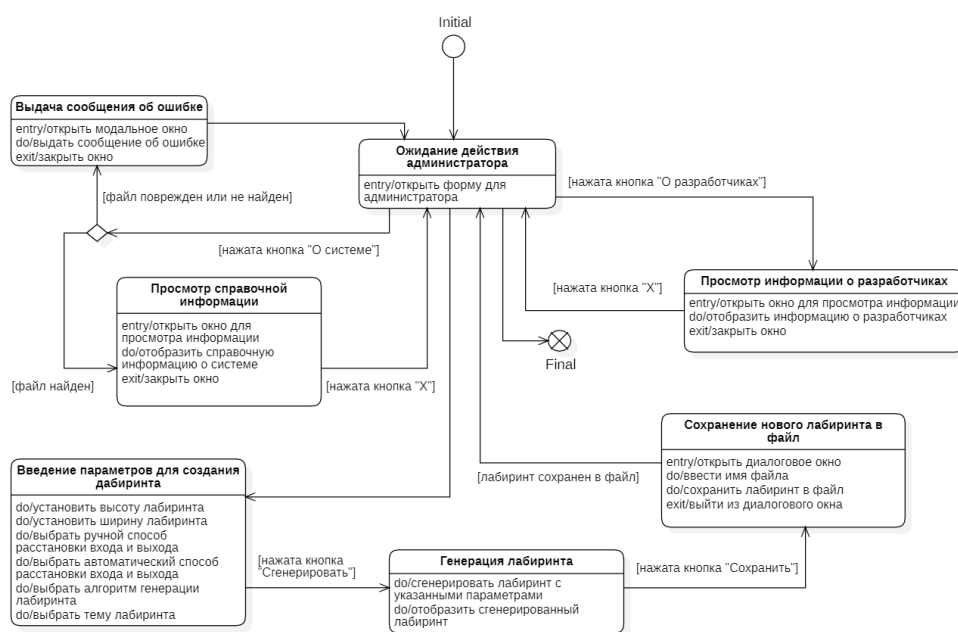 Initial
Выдача сообщения об ошибке
entry/открыть модальное окно
do/выдать сообщение об ошибке
exit/закрыть окно
Ожидание действия
администратора
entry/открыть форму для
администратора
[нажата кнопка "О разработчиках"]
[файл поврежден или не найден]
[нажата кнопка "О системе"]
Просмотр справочной
информации
entry/открыть окно для
просмотра информации
do/отобразить справочную
информацию о системе
exit/закрыть окно
[нажата кнопка "X"]
Просмотр информации о разработчиках
entry/открыть окно для просмотра информации
do/отобразить информацию о разработчиках
exit/закрыть окно
Final
[файл найден]
[нажата кнопка "X"]
Сохранение нового лабиринта в
файл
entry/открыть диалоговое окно
do/ввести имя файла
do/сохранить лабиринт в файл
exit/выйти из диалогового окна
[лабиринт сохранен в файл]
Введение параметров для создания
дабиринта
do/установить высоту лабиринта
do/установить ширину лабиринта
do/выбрать ручной способ
расстановки входа и выхода
do/выбрать автоматический способ
расстановки входа и выхода
do/выбрать алгоритм генерации
лабиринта
do/выбрать тему лабиринта
[нажата кнопка
"Сгенерировать"]
Генерация лабиринта
do/сгенерировать лабиринт с
указанными параметрами
do/отобразить сгенерированный
лабиринт
[нажата кнопка "Сохранить"]